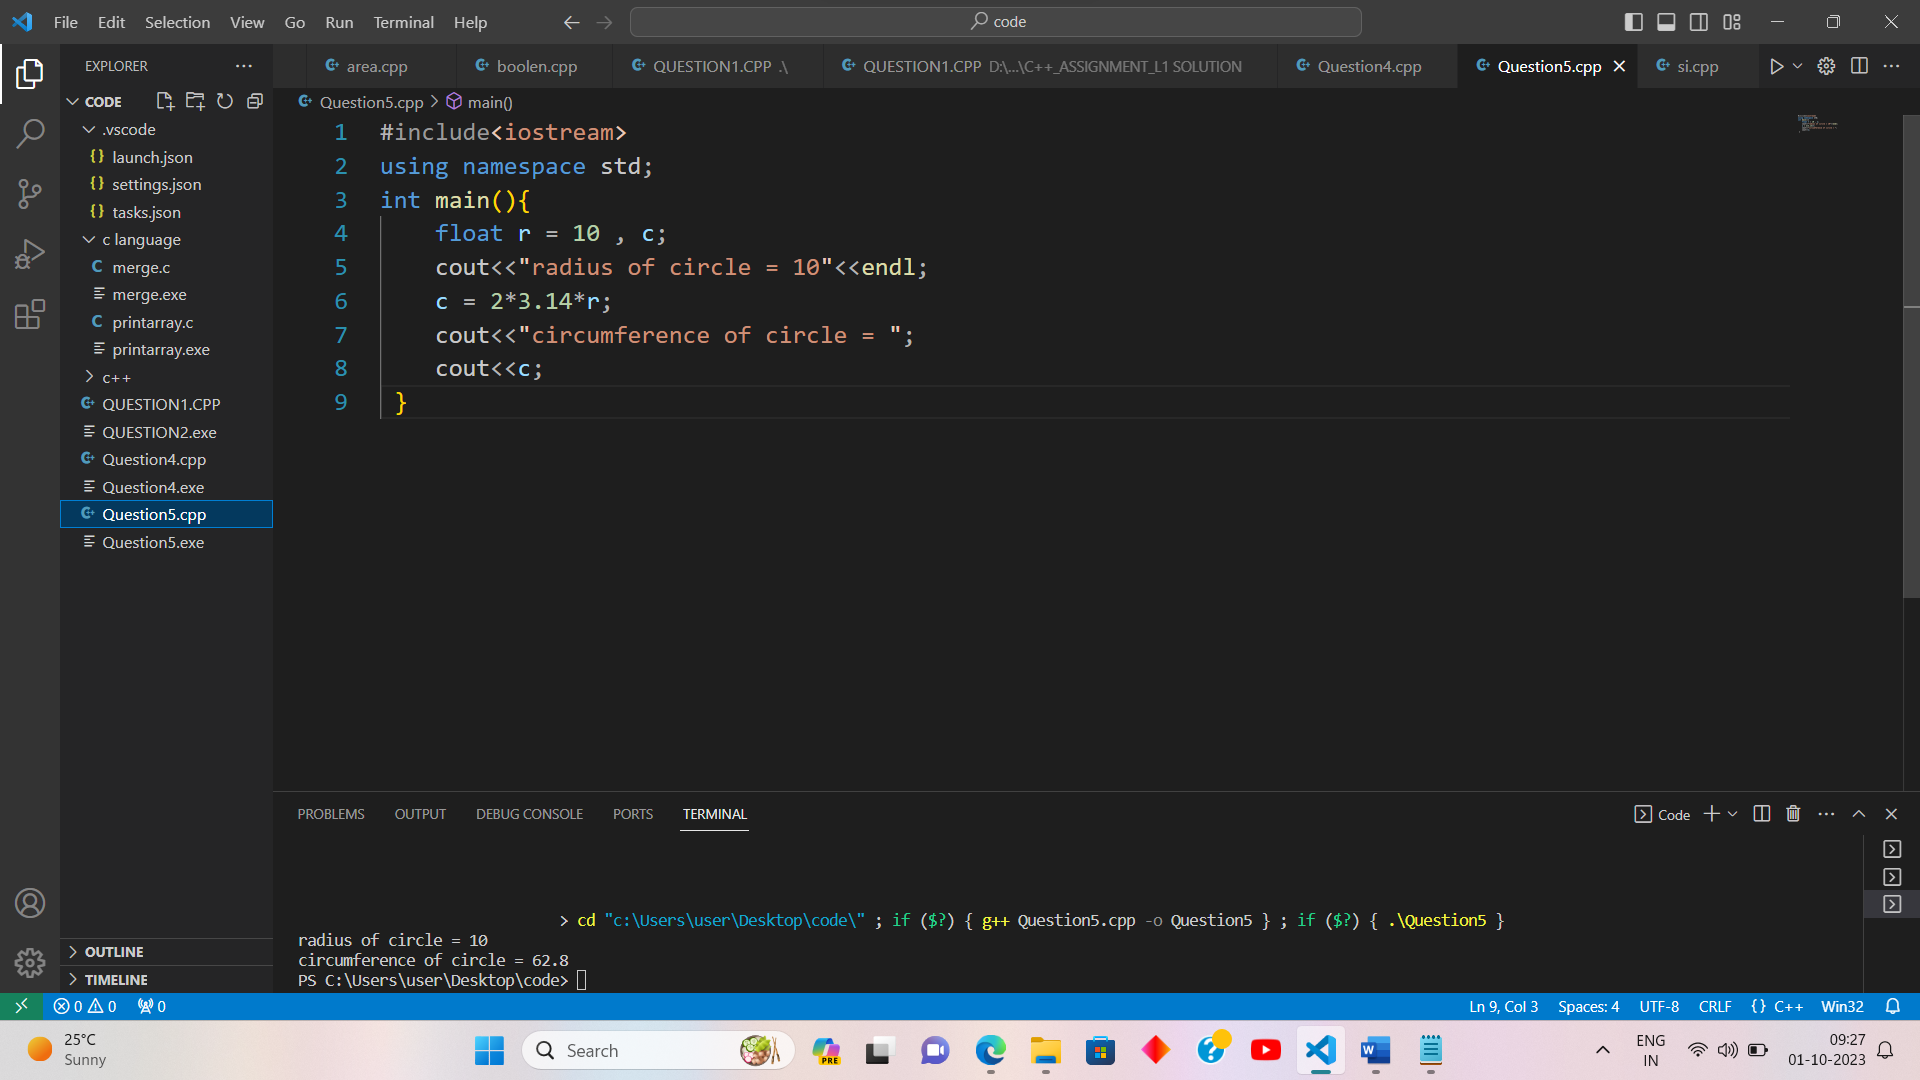 File Edit Selection View Go Run Terminal Help
code
EXPLORER
area.cpp
boolen.cpp
QUESTION1.CPP .\
QUESTION1.CPP D:\...\C++_ASSIGNMENT_L1 SOLUTION
Question4.cpp
Question5.cpp
si.cpp
CODE
.vscode
launch.json
settings.json
tasks.json
c language
merge.c
merge.exe
printarray.c
printarray.exe
c++
QUESTION1.CPP
QUESTION2.exe
Question4.cpp
Question4.exe
Question5.cpp
Question5.exe
OUTLINE
TIMELINE
Question5.cpp > main()
1 #include<iostream>
2 using namespace std;
3 int main(){
4 float r = 10 , c;
5 cout<<"radius of circle = 10"<<endl;
6 c = 2*3.14*r;
7 cout<<"circumference of circle = ";
8 cout<<c;
9 }
PROBLEMS OUTPUT DEBUG CONSOLE PORTS TERMINAL
Code
> cd "c:\Users\user\Desktop\code\" ; if ($?) { g++ Question5.cpp -o Question5 } ; if ($?) { .\Question5 }
radius of circle = 10
circumference of circle = 62.8
PS C:\Users\user\Desktop\code>
0 0 0
Ln 9, Col 3 Spaces: 4 UTF-8 CRLF {} C++ Win32
25°C
Sunny
Search
PRE
ENG
IN
09:27
01-10-2023